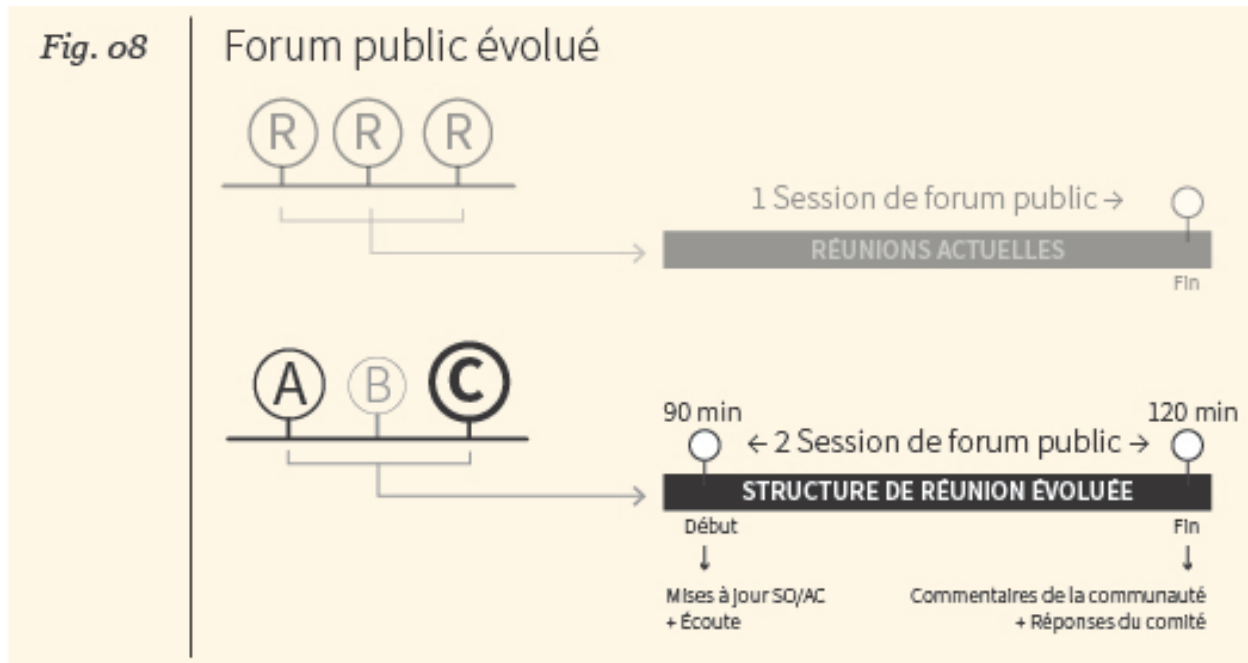 Fig. 08
Forum public évolué
R R R
1 Session de forum public →
RÉUNIONS ACTUELLES
Fin
A B C
90 min 120 min
← 2 Session de forum public →
STRUCTURE DE RÉUNION ÉVOLUÉE
Début Fin
Mises à jour SO/AC
+ Écoute
Commentaires de la communauté
+ Réponses du comité